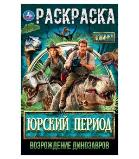 РАСКРАСКА
ЮРСКИЙ ПЕРИОД
ВОЗРОЖДЕНИЕ ДИНОЗАВРОВ